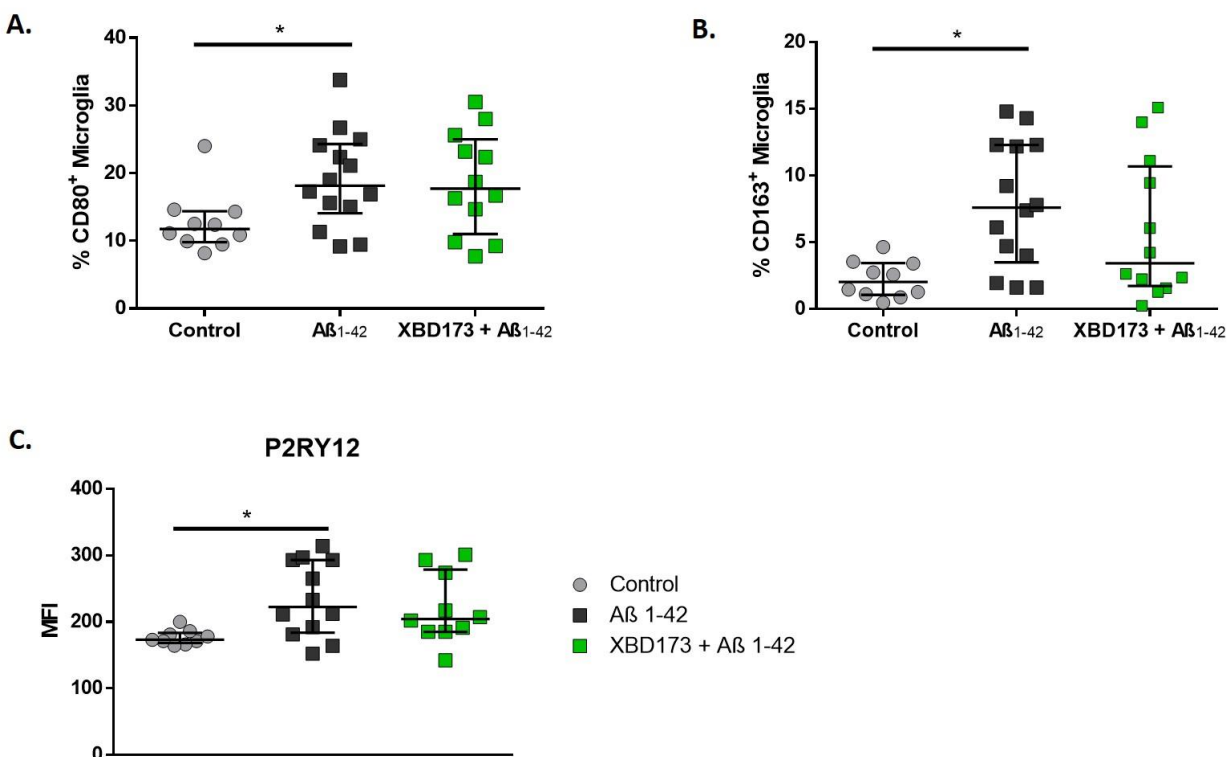 A.
*
40
30
20
10
0
% CD80⁺ Microglia
Control
Aß₁₋₄₂
XBD173 + Aß₁₋₄₂
B.
*
20
15
10
5
0
% CD163⁺ Microglia
Control
Aß₁₋₄₂
XBD173 + Aß₁₋₄₂
C.
P2RY12
*
400
300
200
100
0
MFI
Control
Aß 1-42
XBD173 + Aß 1-42